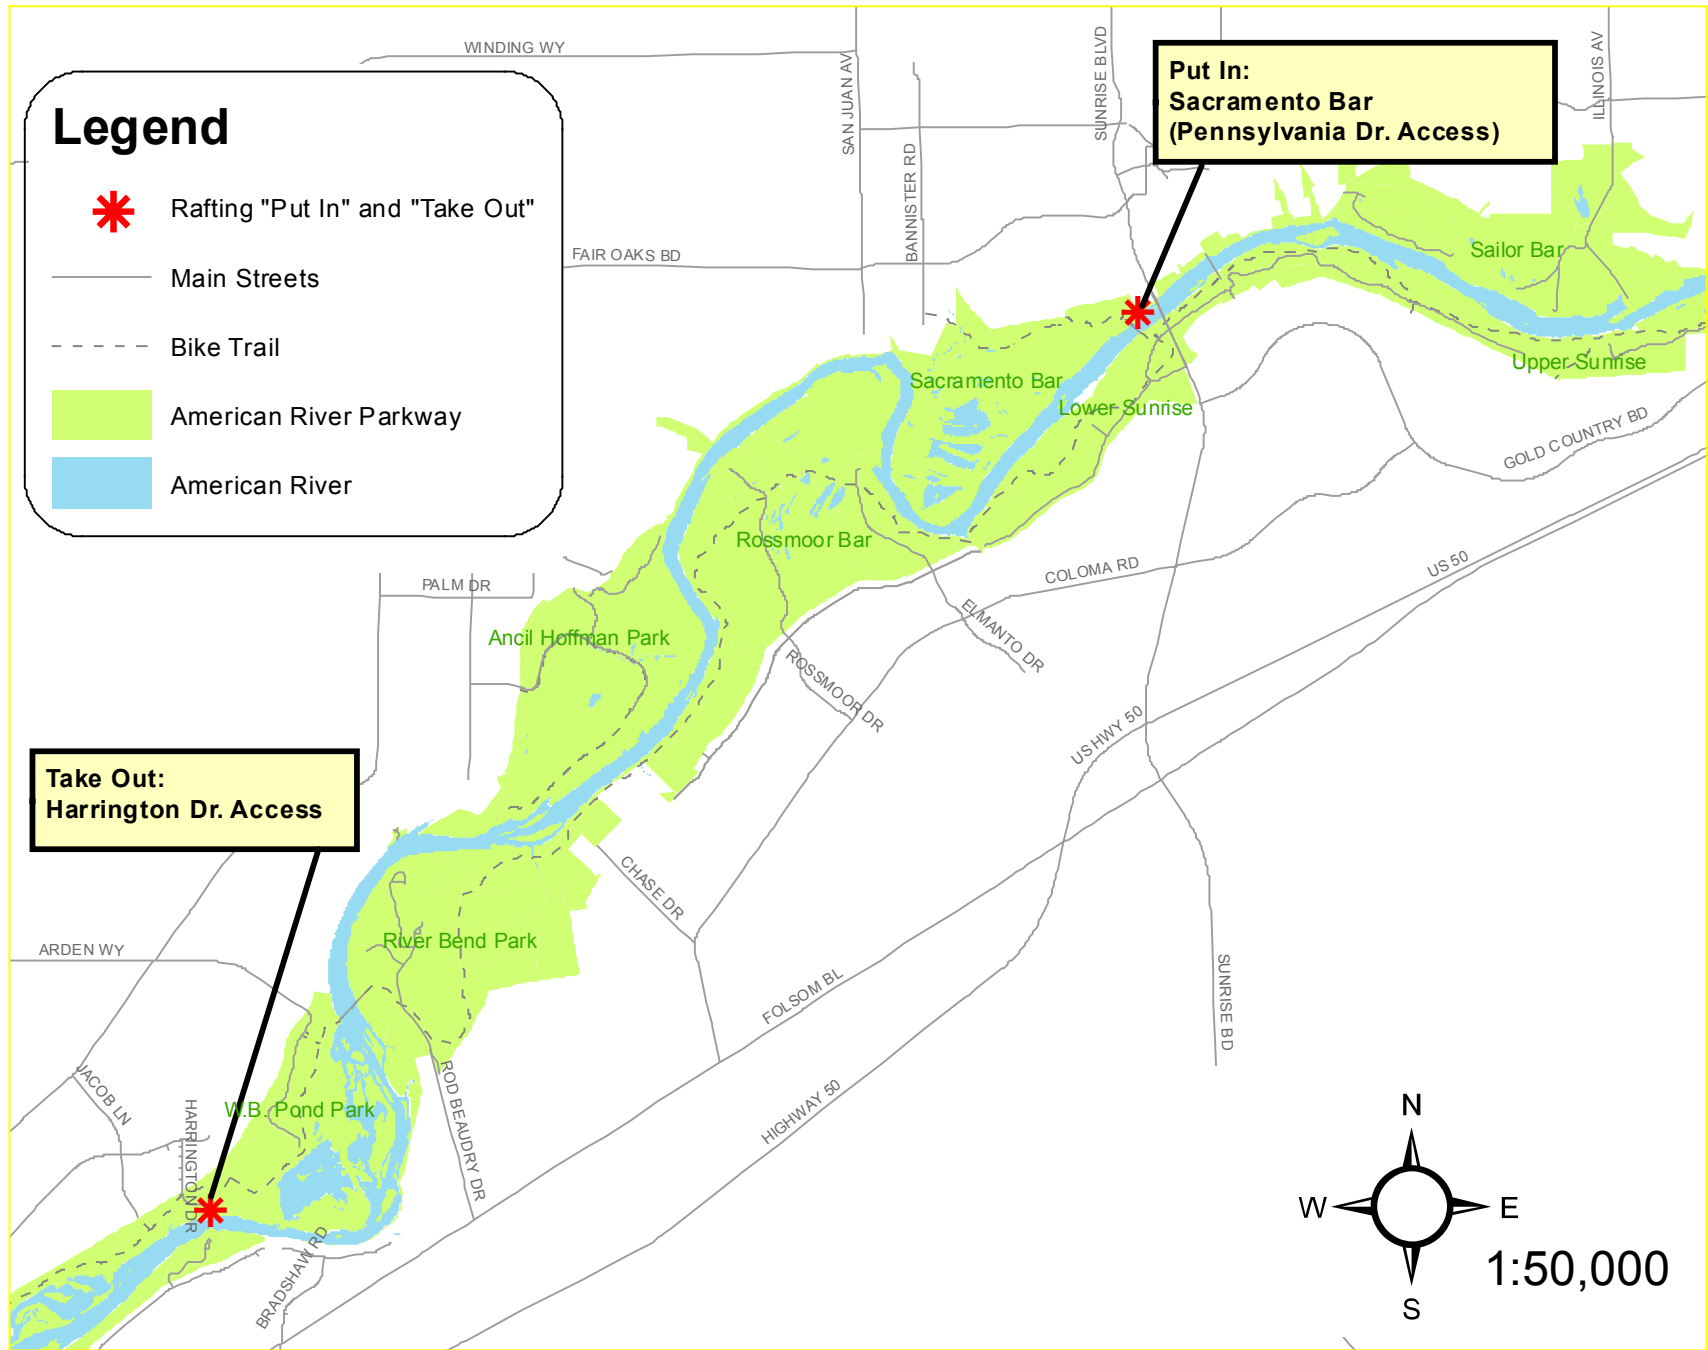 WINDING WY
SAN JUAN AV
SUNRISE BLVD
ILLINOIS AV
Put In:
Sacramento Bar
(Pennsylvania Dr. Access)
Legend
Rafting "Put In" and "Take Out"
Main Streets
Bike Trail
American River Parkway
American River
BANNISTER RD
FAIR OAKS BD
Sailor Bar
Upper Sunrise
Sacramento Bar
Lower Sunrise
GOLD COUNTRY BD
Rossmoor Bar
COLOMA RD
US 50
PALM DR
ELMANTO DR
Ancil Hoffman Park
ROSSMOOR DR
US HWY 50
Take Out:
Harrington Dr. Access
CHASE DR
River Bend Park
ARDEN WY
FOLSOM BL
SUNRISE BD
JACOB LN
HARRINGTON DR
W.B. Pond Park
ROD BEAUDRY DR
HIGHWAY 50
BRADSHAW RD
N
W
E
S
1:50,000